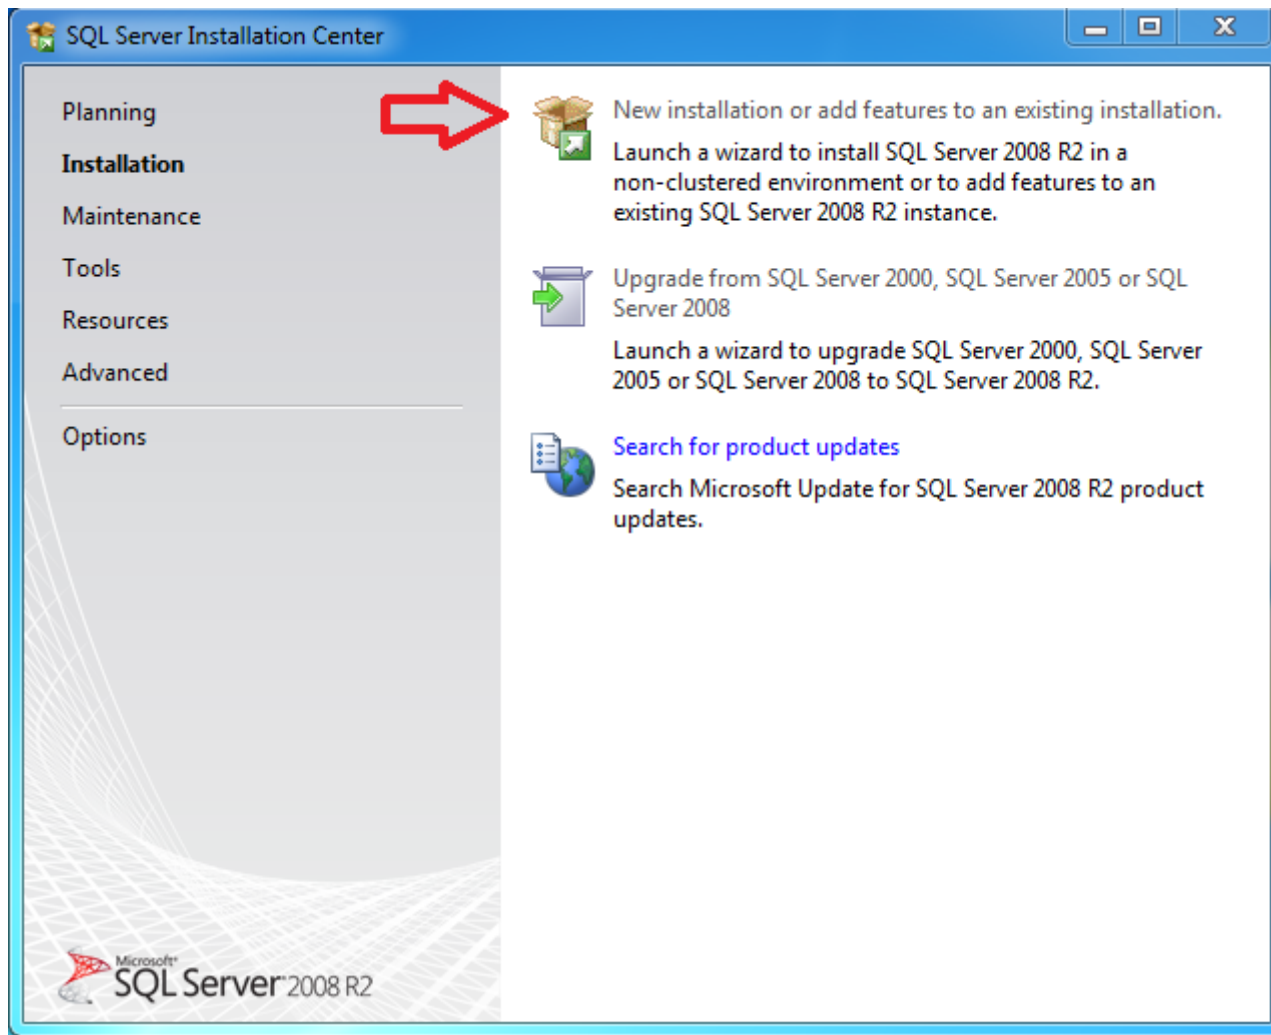 SQL Server Installation Center
Planning
Installation
Maintenance
Tools
Resources
Advanced
Options
New installation or add features to an existing installation.
Launch a wizard to install SQL Server 2008 R2 in a
non-clustered environment or to add features to an
existing SQL Server 2008 R2 instance.
Upgrade from SQL Server 2000, SQL Server 2005 or SQL
Server 2008
Launch a wizard to upgrade SQL Server 2000, SQL Server
2005 or SQL Server 2008 to SQL Server 2008 R2.
Search for product updates
Search Microsoft Update for SQL Server 2008 R2 product
updates.
Microsoft®
SQL Server® 2008 R2